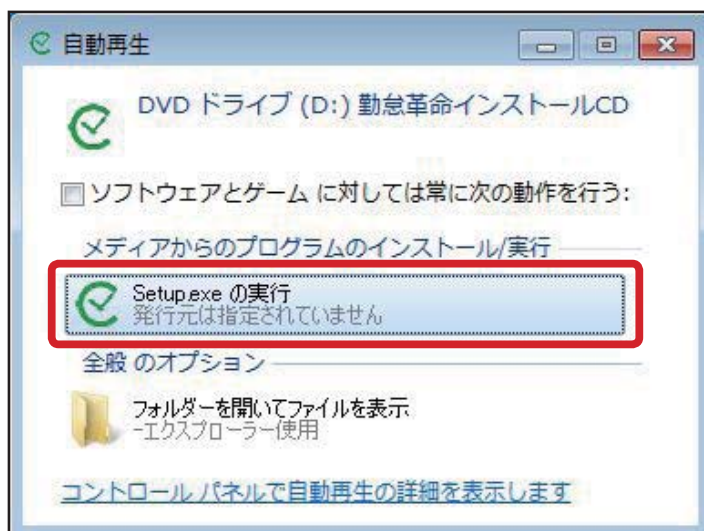 自動再生
DVD ドライブ (D:) 勤怠革命インストールCD
ソフトウェアとゲーム に対しては常に次の動作を行う:
メディアからのプログラムのインストール/実行
Setup.exe の実行
発行元は指定されていません
全般 のオプション
フォルダーを開いてファイルを表示
-エクスプローラー使用
コントロール パネルで自動再生の詳細を表示します